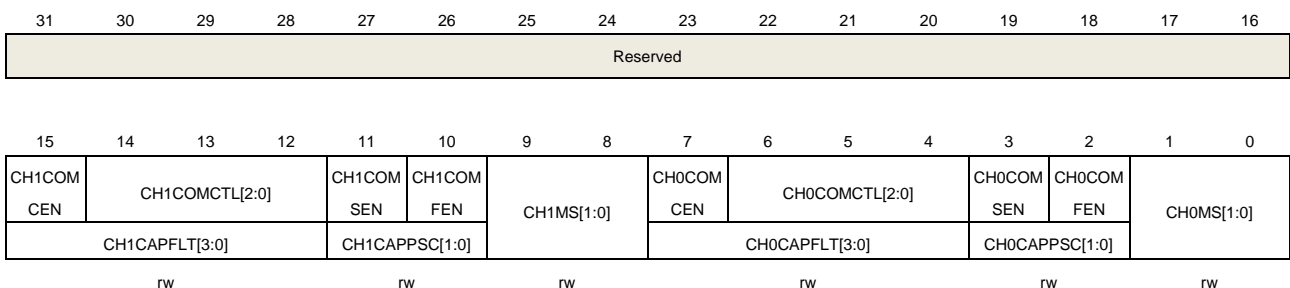 31 30 29 28 27 26 25 24 23 22 21 20 19 18 17 16
Reserved
15 14 13 12 11 10 9 8 7 6 5 4 3 2 1 0
CH1COM CEN CH1COMCTL[2:0] CH1COM SEN CH1COM FEN CH1MS[1:0] CH0COM CEN CH0COMCTL[2:0] CH0COM SEN CH0COM FEN CH0MS[1:0]
CH1CAPFLT[3:0] CH1CAPPSC[1:0] CH0CAPFLT[3:0] CH0CAPPSC[1:0]
rw rw rw rw rw rw